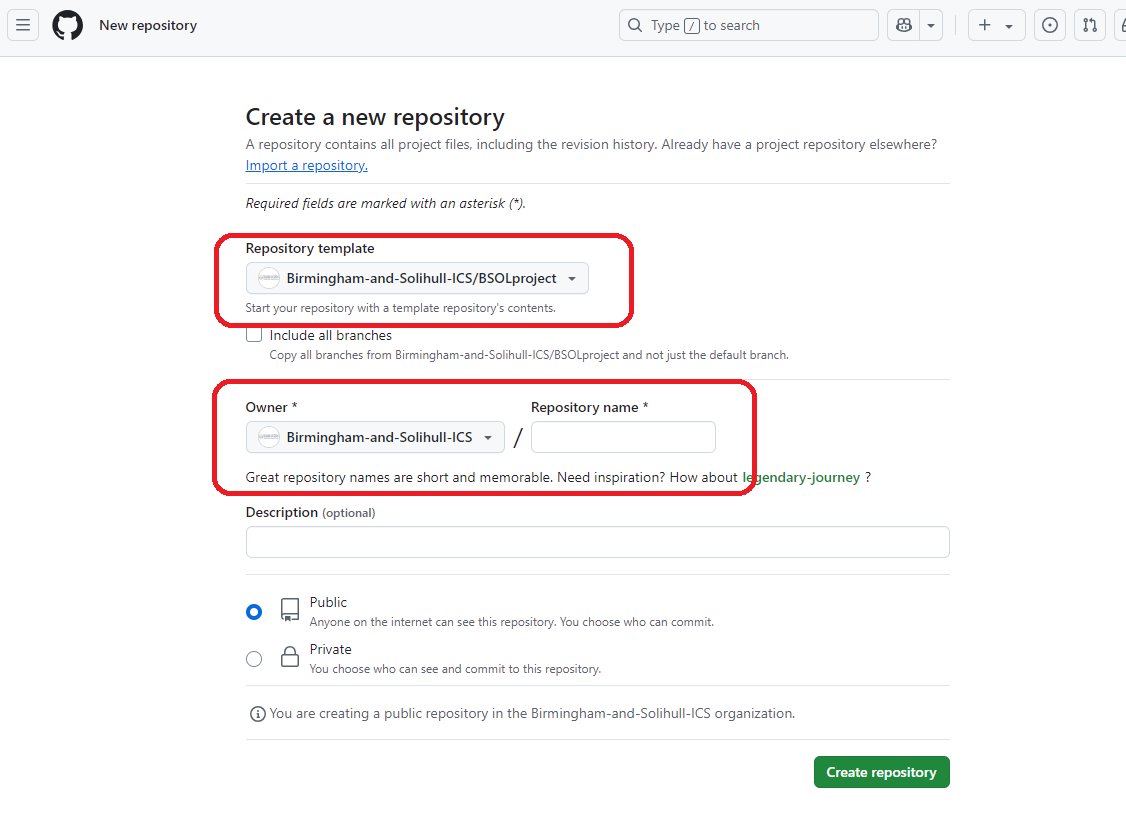 New repository
Type / to search
Create a new repository
A repository contains all project files, including the revision history. Already have a project repository elsewhere?
Import a repository.
Required fields are marked with an asterisk (*).
Repository template
Birmingham-and-Solihull-ICS/BSOLproject
Start your repository with a template repository's contents.
Include all branches
Copy all branches from Birmingham-and-Solihull-ICS/BSOLproject and not just the default branch.
Owner * Repository name *
Birmingham-and-Solihull-ICS /
Great repository names are short and memorable. Need inspiration? How about legendary-journey ?
Description (optional)
Public
Anyone on the internet can see this repository. You choose who can commit.
Private
You choose who can see and commit to this repository.
You are creating a public repository in the Birmingham-and-Solihull-ICS organization.
Create repository